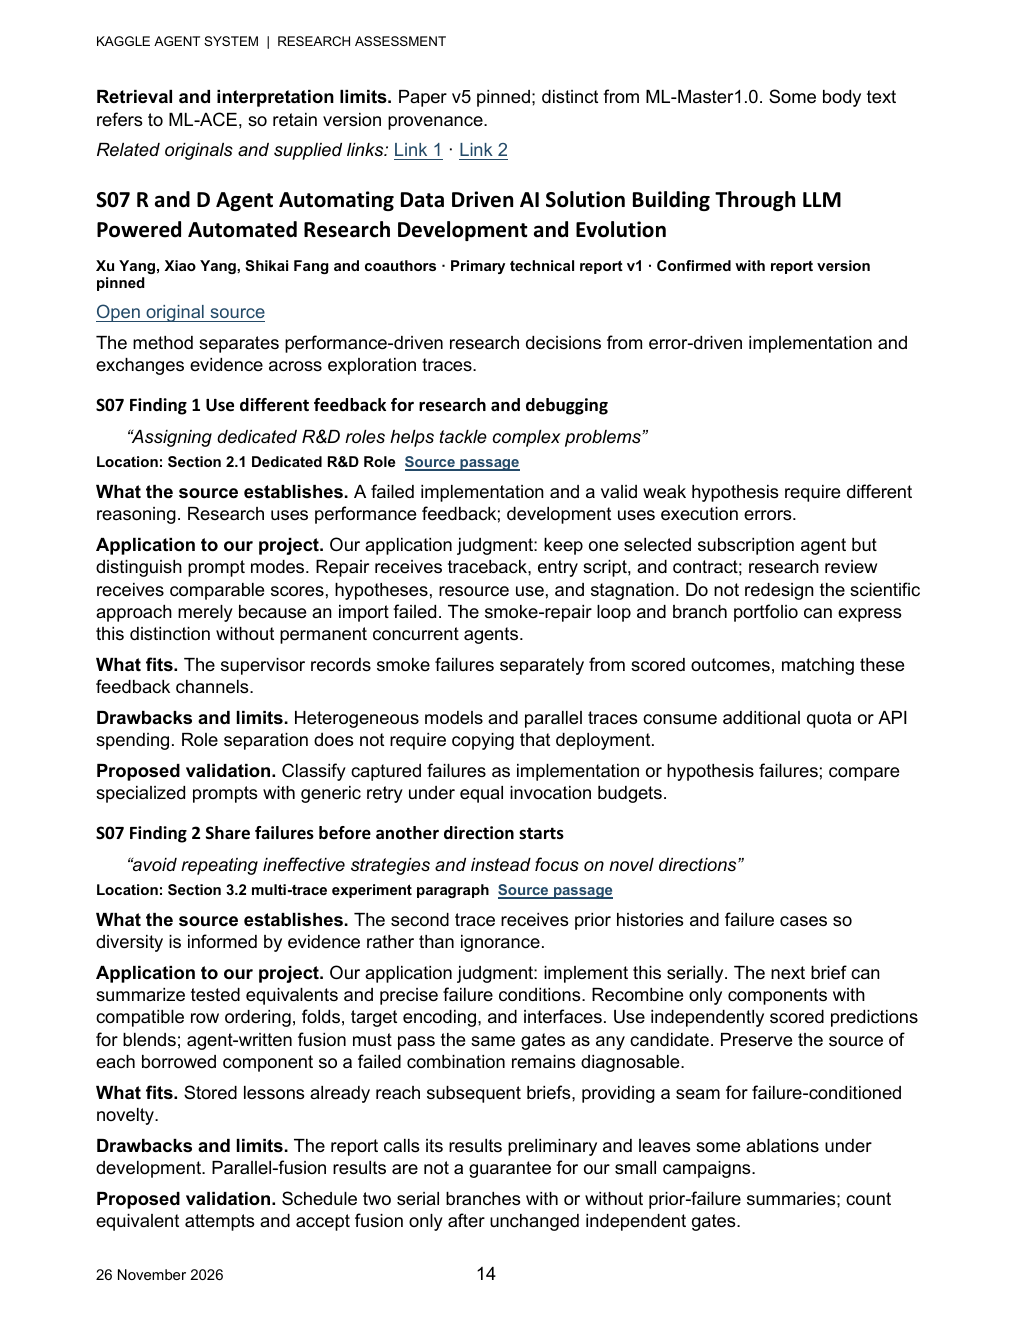 KAGGLE AGENT SYSTEM | RESEARCH ASSESSMENT
Retrieval and interpretation limits. Paper v5 pinned; distinct from ML-Master1.0. Some body text
refers to ML-ACE, so retain version provenance.
Related originals and supplied links: Link 1 · Link 2
S07 R and D Agent Automating Data Driven AI Solution Building Through LLM
Powered Automated Research Development and Evolution
Xu Yang, Xiao Yang, Shikai Fang and coauthors · Primary technical report v1 · Confirmed with report version
pinned
Open original source
The method separates performance-driven research decisions from error-driven implementation and
exchanges evidence across exploration traces.
S07 Finding 1 Use different feedback for research and debugging
“Assigning dedicated R&D roles helps tackle complex problems”
Location: Section 2.1 Dedicated R&D Role Source passage
What the source establishes. A failed implementation and a valid weak hypothesis require different
reasoning. Research uses performance feedback; development uses execution errors.
Application to our project. Our application judgment: keep one selected subscription agent but
distinguish prompt modes. Repair receives traceback, entry script, and contract; research review
receives comparable scores, hypotheses, resource use, and stagnation. Do not redesign the scientific
approach merely because an import failed. The smoke-repair loop and branch portfolio can express
this distinction without permanent concurrent agents.
What fits. The supervisor records smoke failures separately from scored outcomes, matching these
feedback channels.
Drawbacks and limits. Heterogeneous models and parallel traces consume additional quota or API
spending. Role separation does not require copying that deployment.
Proposed validation. Classify captured failures as implementation or hypothesis failures; compare
specialized prompts with generic retry under equal invocation budgets.
S07 Finding 2 Share failures before another direction starts
“avoid repeating ineffective strategies and instead focus on novel directions”
Location: Section 3.2 multi-trace experiment paragraph Source passage
What the source establishes. The second trace receives prior histories and failure cases so
diversity is informed by evidence rather than ignorance.
Application to our project. Our application judgment: implement this serially. The next brief can
summarize tested equivalents and precise failure conditions. Recombine only components with
compatible row ordering, folds, target encoding, and interfaces. Use independently scored predictions
for blends; agent-written fusion must pass the same gates as any candidate. Preserve the source of
each borrowed component so a failed combination remains diagnosable.
What fits. Stored lessons already reach subsequent briefs, providing a seam for failure-conditioned
novelty.
Drawbacks and limits. The report calls its results preliminary and leaves some ablations under
development. Parallel-fusion results are not a guarantee for our small campaigns.
Proposed validation. Schedule two serial branches with or without prior-failure summaries; count
equivalent attempts and accept fusion only after unchanged independent gates.
26 November 2026 14